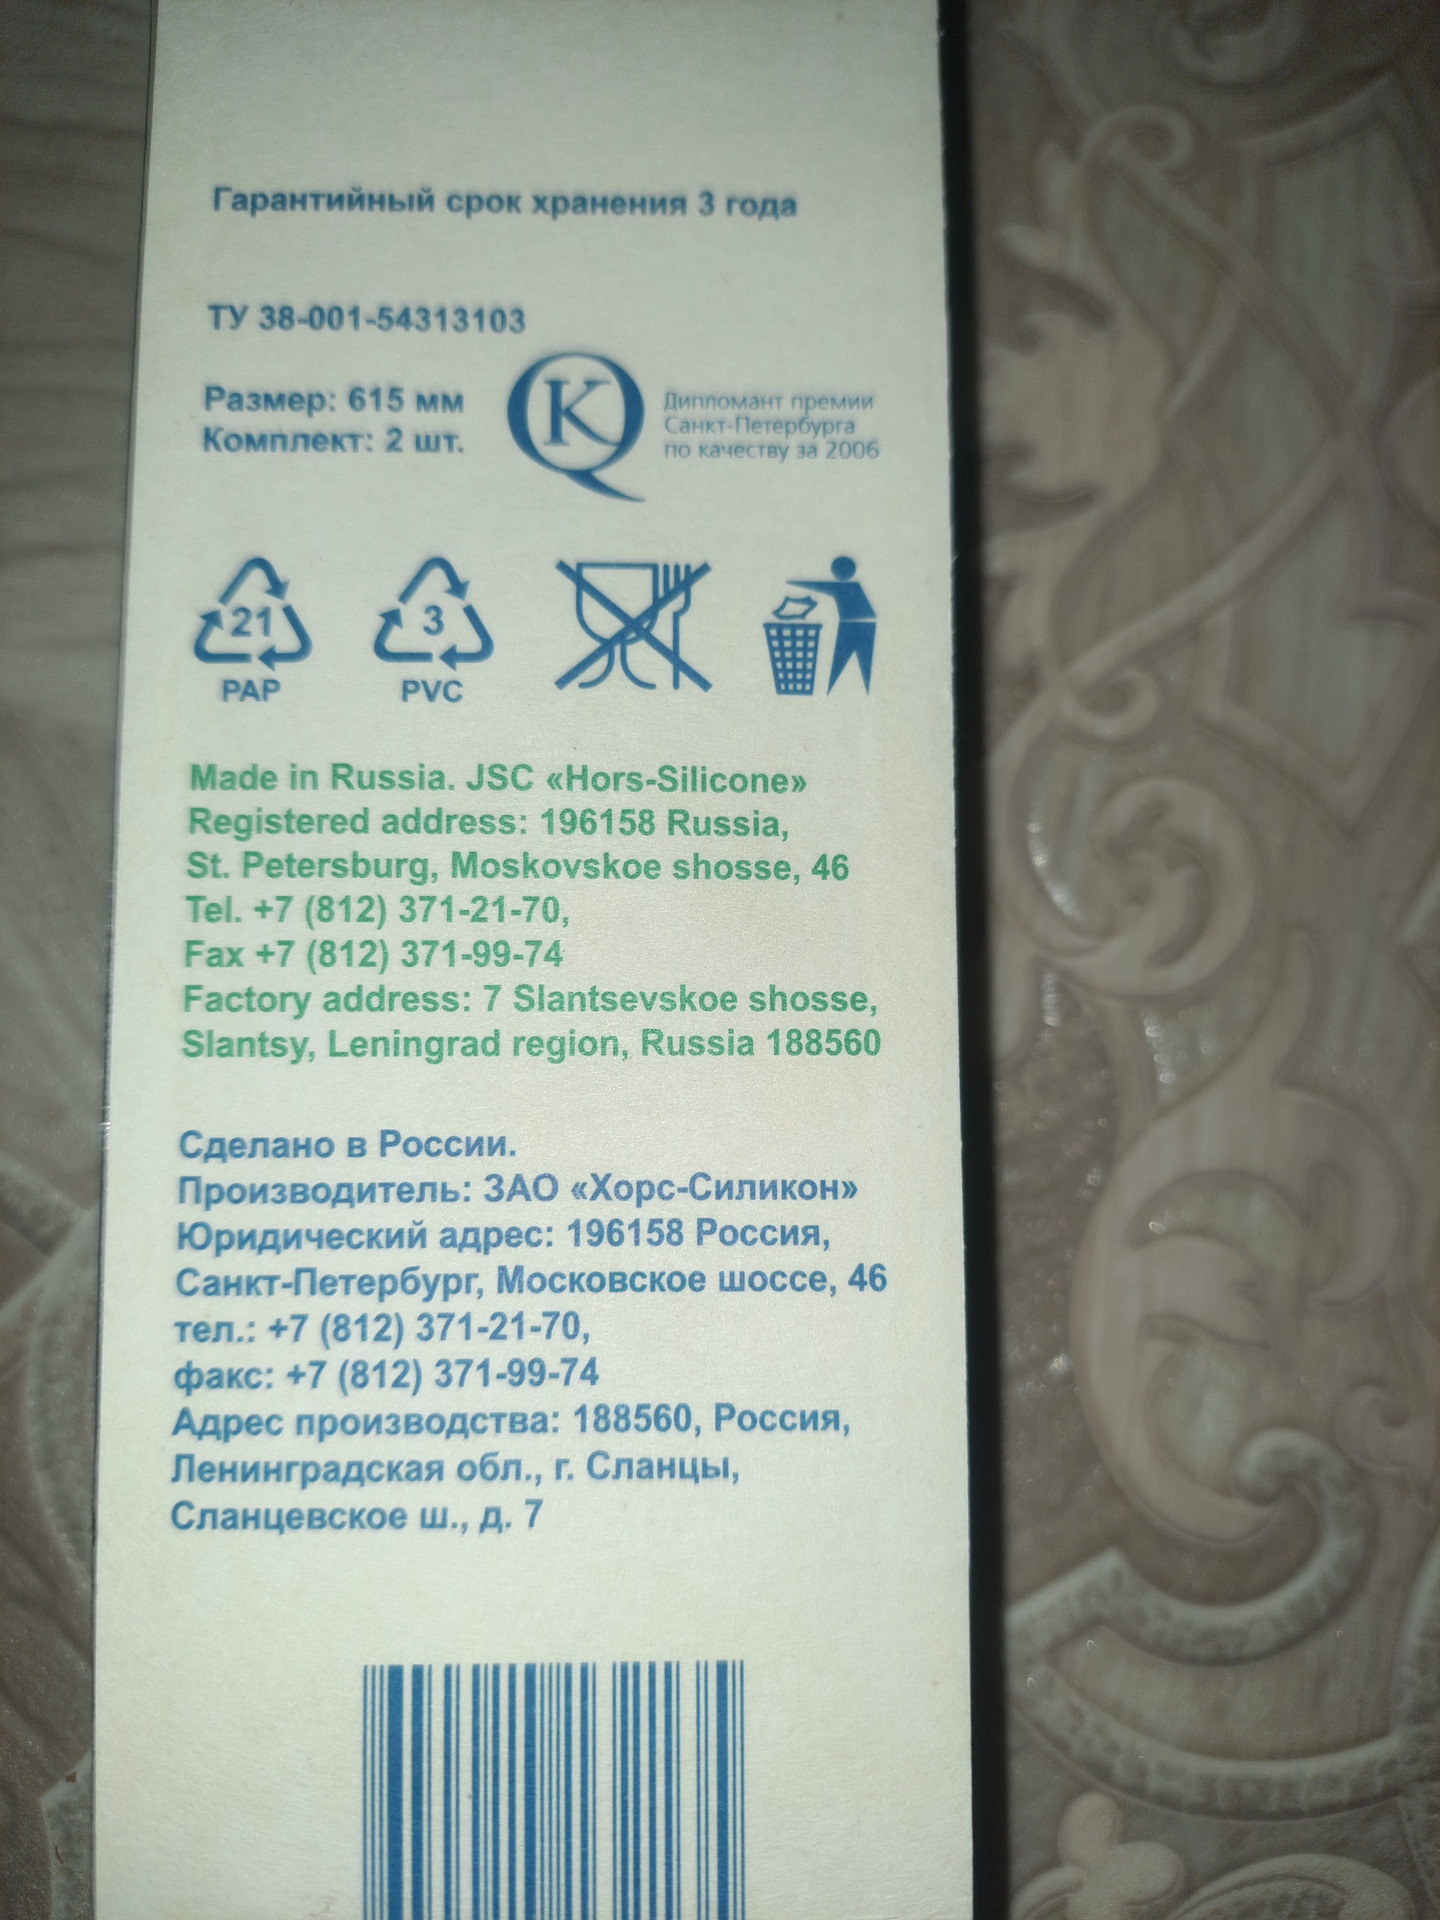 Гарантийный срок хранения 3 года
ТУ 38-001-54313103
Размер: 615 мм
Комплект: 2 шт.
QK
Дипломант премии
Санкт-Петербурга
по качеству за 2006
21
PAP
3
PVC
Made in Russia. JSC «Hors-Silicone»
Registered address: 196158 Russia,
St. Petersburg, Moskovskoe shosse, 46
Tel. +7 (812) 371-21-70,
Fax +7 (812) 371-99-74
Factory address: 7 Slantsevskoe shosse,
Slantsy, Leningrad region, Russia 188560
Сделано в России.
Производитель: ЗАО «Хорс-Силикон»
Юридический адрес: 196158 Россия,
Санкт-Петербург, Московское шоссе, 46
тел.: +7 (812) 371-21-70,
факс: +7 (812) 371-99-74
Адрес производства: 188560, Россия,
Ленинградская обл., г. Сланцы,
Сланцевское ш., д. 7